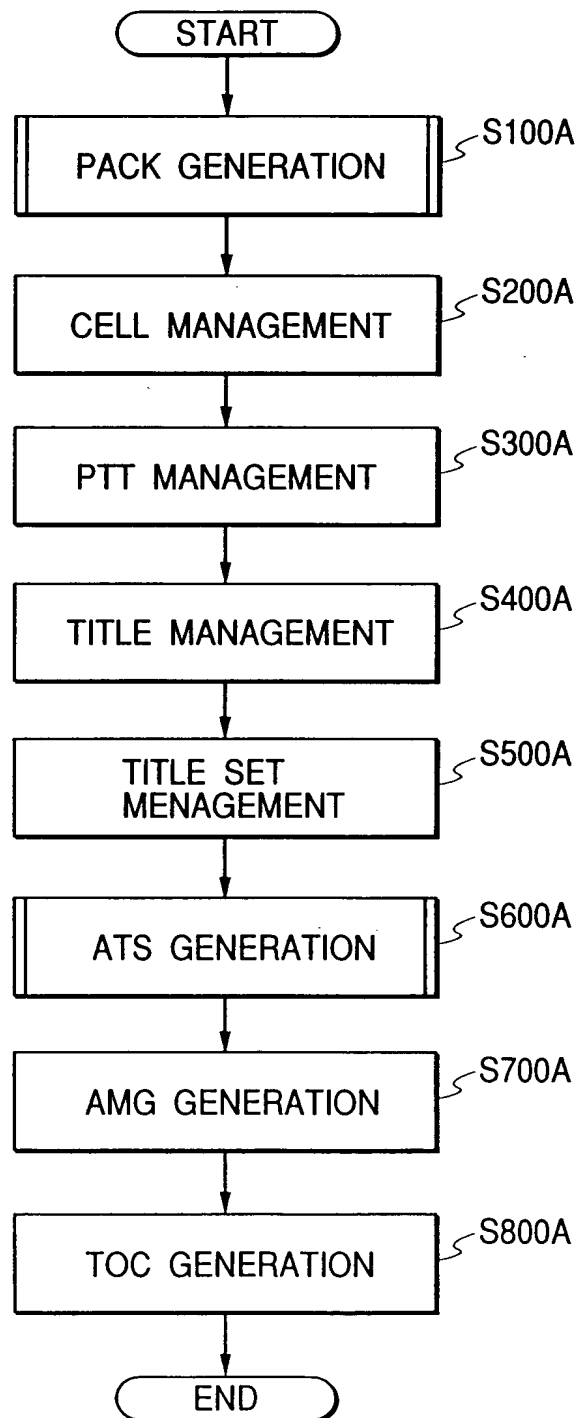 START
PACK GENERATION
S100A
CELL MANAGEMENT
S200A
PTT MANAGEMENT
S300A
TITLE MANAGEMENT
S400A
TITLE SET
MENAGEMENT
S500A
ATS GENERATION
S600A
AMG GENERATION
S700A
TOC GENERATION
S800A
END